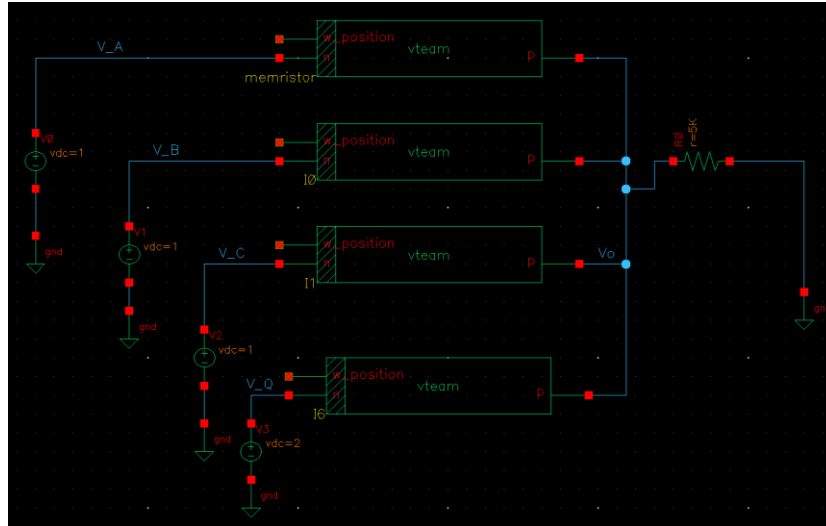 V_A
w_position
vteam
n
p
memristor
V0
vdc=1
gnd
V_B
w_position
vteam
n
p
I0
V1
vdc=1
gnd
R0
r=5K
V_C
w_position
vteam
n
p
I1
Vo
V2
vdc=1
gnd
gn
V_Q
w_position
vteam
n
p
I6
V3
vdc=2
gnd